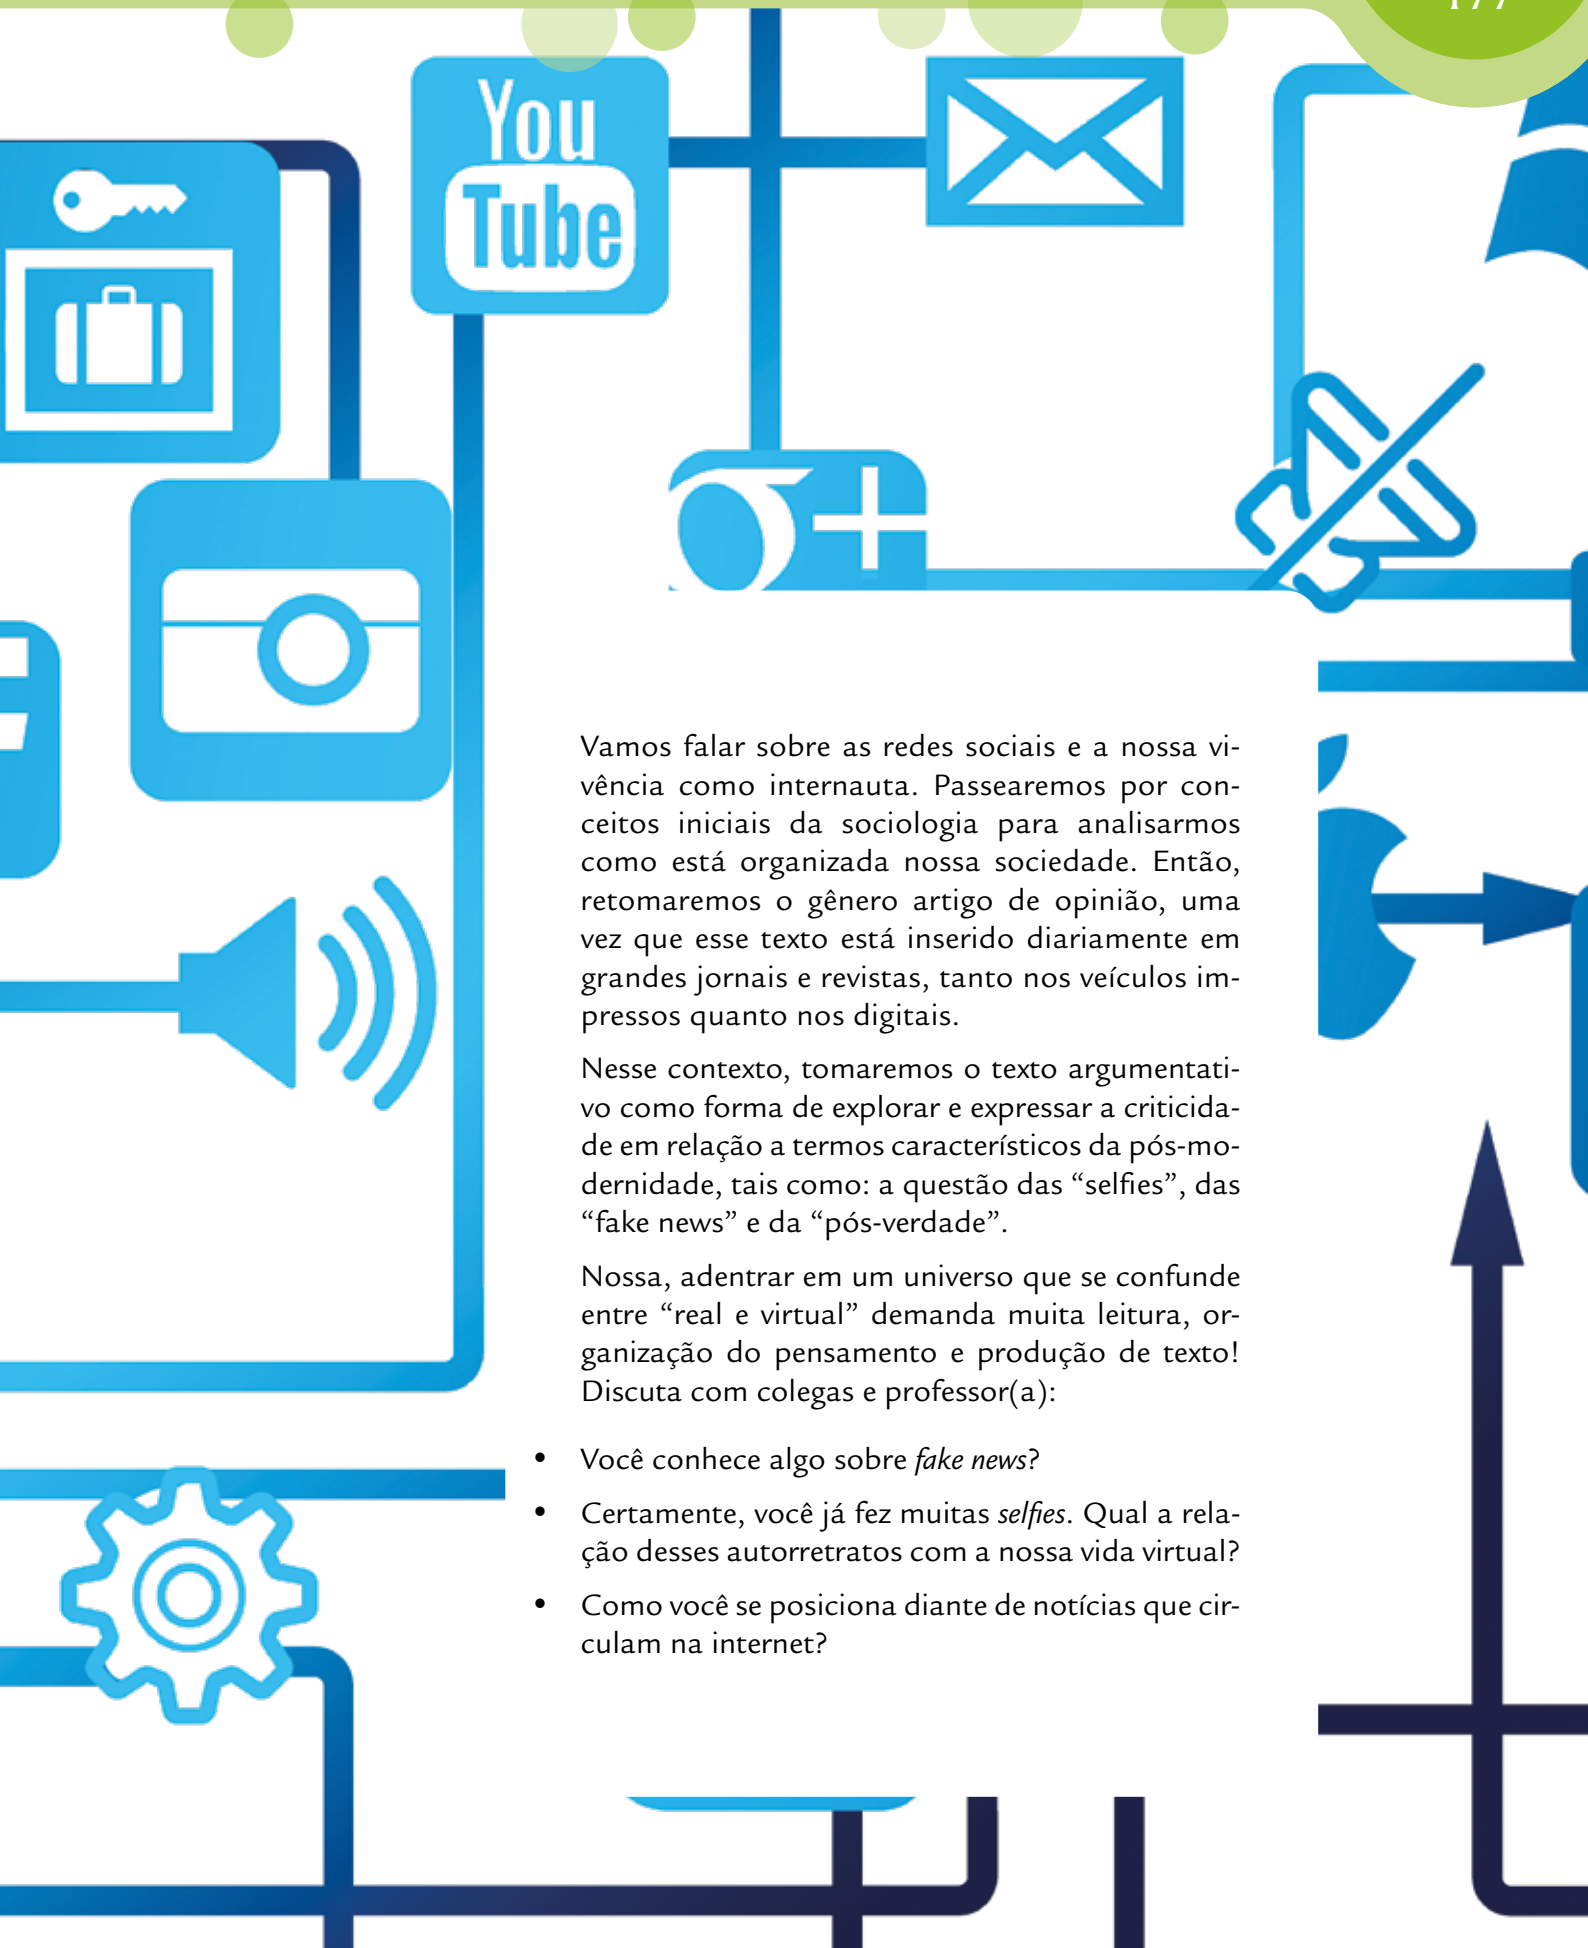 You
Tube
Vamos falar sobre as redes sociais e a nossa vi-
vência como internauta. Passearemos por con-
ceitos iniciais da sociologia para analisarmos
como está organizada nossa sociedade. Então,
retomaremos o gênero artigo de opinião, uma
vez que esse texto está inserido diariamente em
grandes jornais e revistas, tanto nos veículos im-
pressos quanto nos digitais.
Nesse contexto, tomaremos o texto argumentati-
vo como forma de explorar e expressar a criticida-
de em relação a termos característicos da pós-mo-
dernidade, tais como: a questão das “selfies”, das
“fake news” e da “pós-verdade”.
Nossa, adentrar em um universo que se confunde
entre “real e virtual” demanda muita leitura, or-
ganização do pensamento e produção de texto!
Discuta com colegas e professor(a):
• Você conhece algo sobre fake news?
• Certamente, você já fez muitas selfies. Qual a rela-
ção desses autorretratos com a nossa vida virtual?
• Como você se posiciona diante de notícias que cir-
culam na internet?